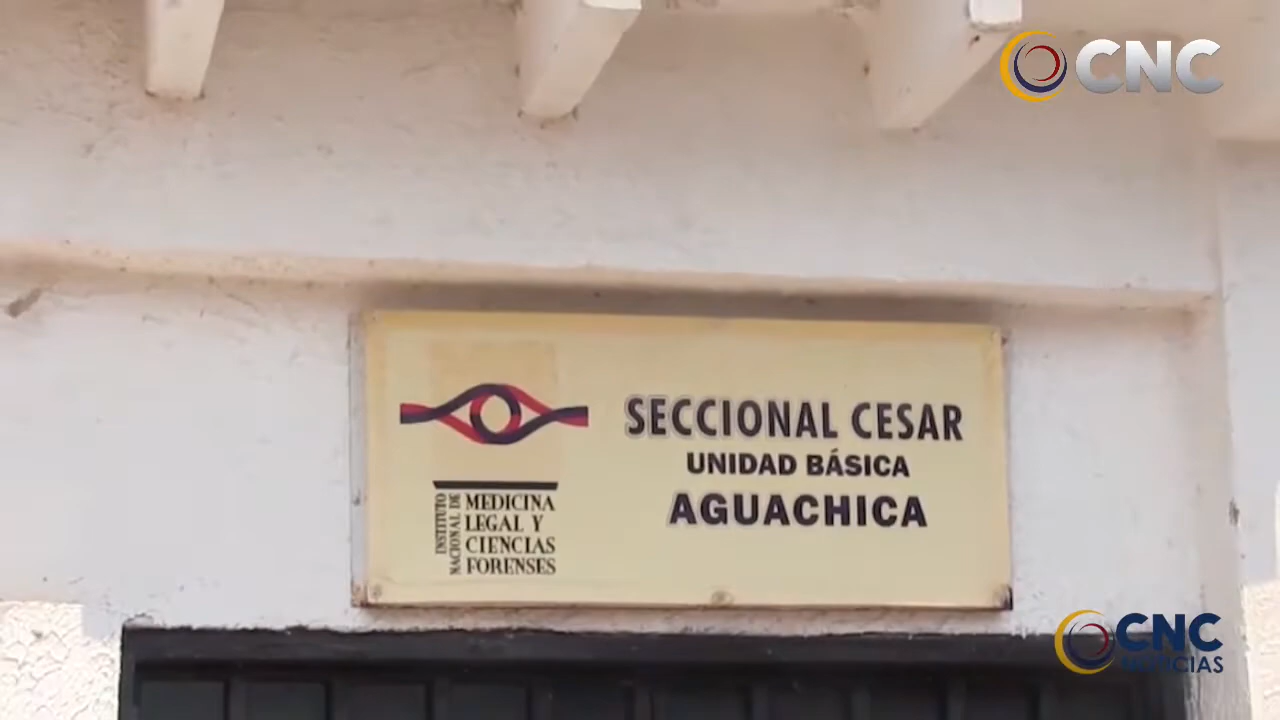 CNC
SECCIONAL CESAR
UNIDAD BÁSICA
AGUACHICA
INSTITUTO
NACIONAL DE
MEDICINA
LEGAL Y
CIENCIAS
FORENSES
CNC
NOTICIAS